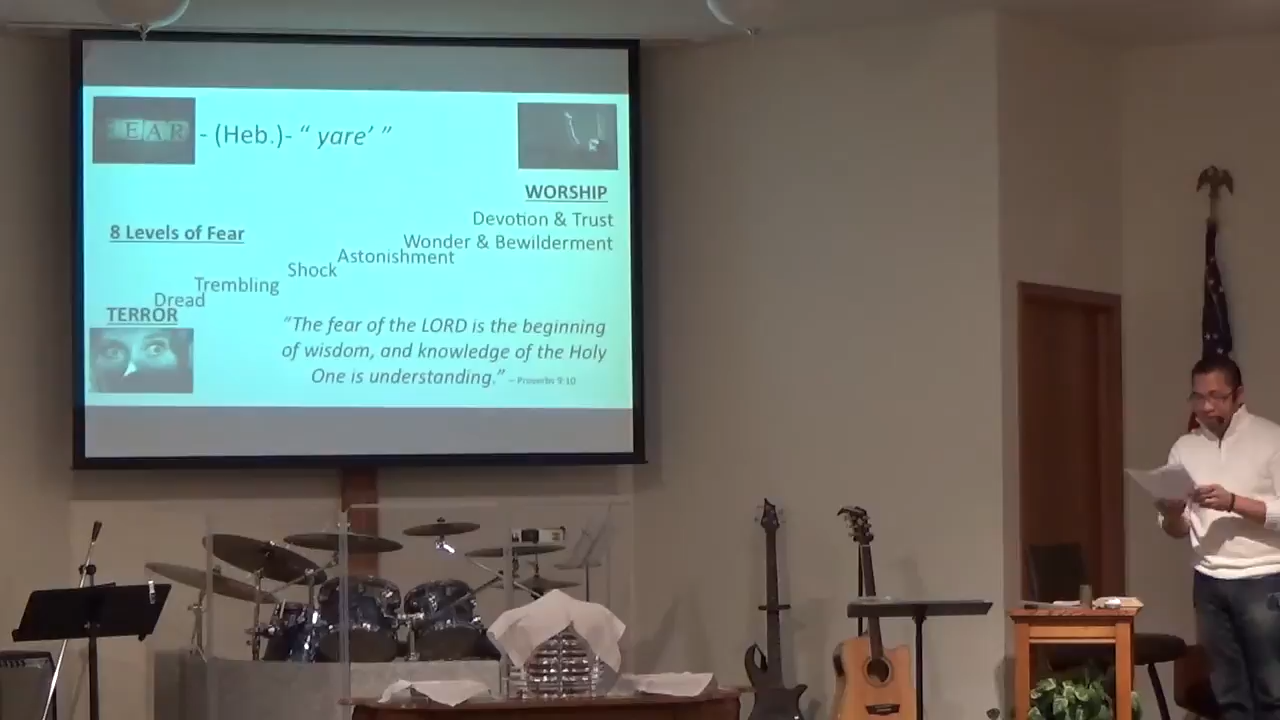 FEAR - (Heb.)- “ yare’ ”
WORSHIP
Devotion & Trust
8 Levels of Fear
Wonder & Bewilderment
Astonishment
Shock
Trembling
Dread
TERROR
“The fear of the LORD is the beginning
of wisdom, and knowledge of the Holy
One is understanding.” – Proverbs 9:10